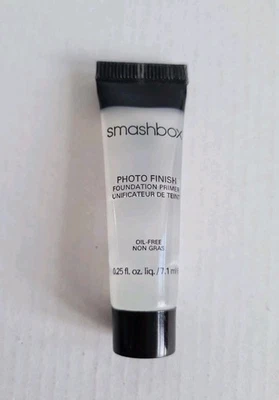 smashbox
PHOTO FINISH
FOUNDATION PRIMER
UNIFICATEUR DE TEINT
OIL-FREE
NON GRAS
0.25 fl. oz. liq. / 7.1 ml